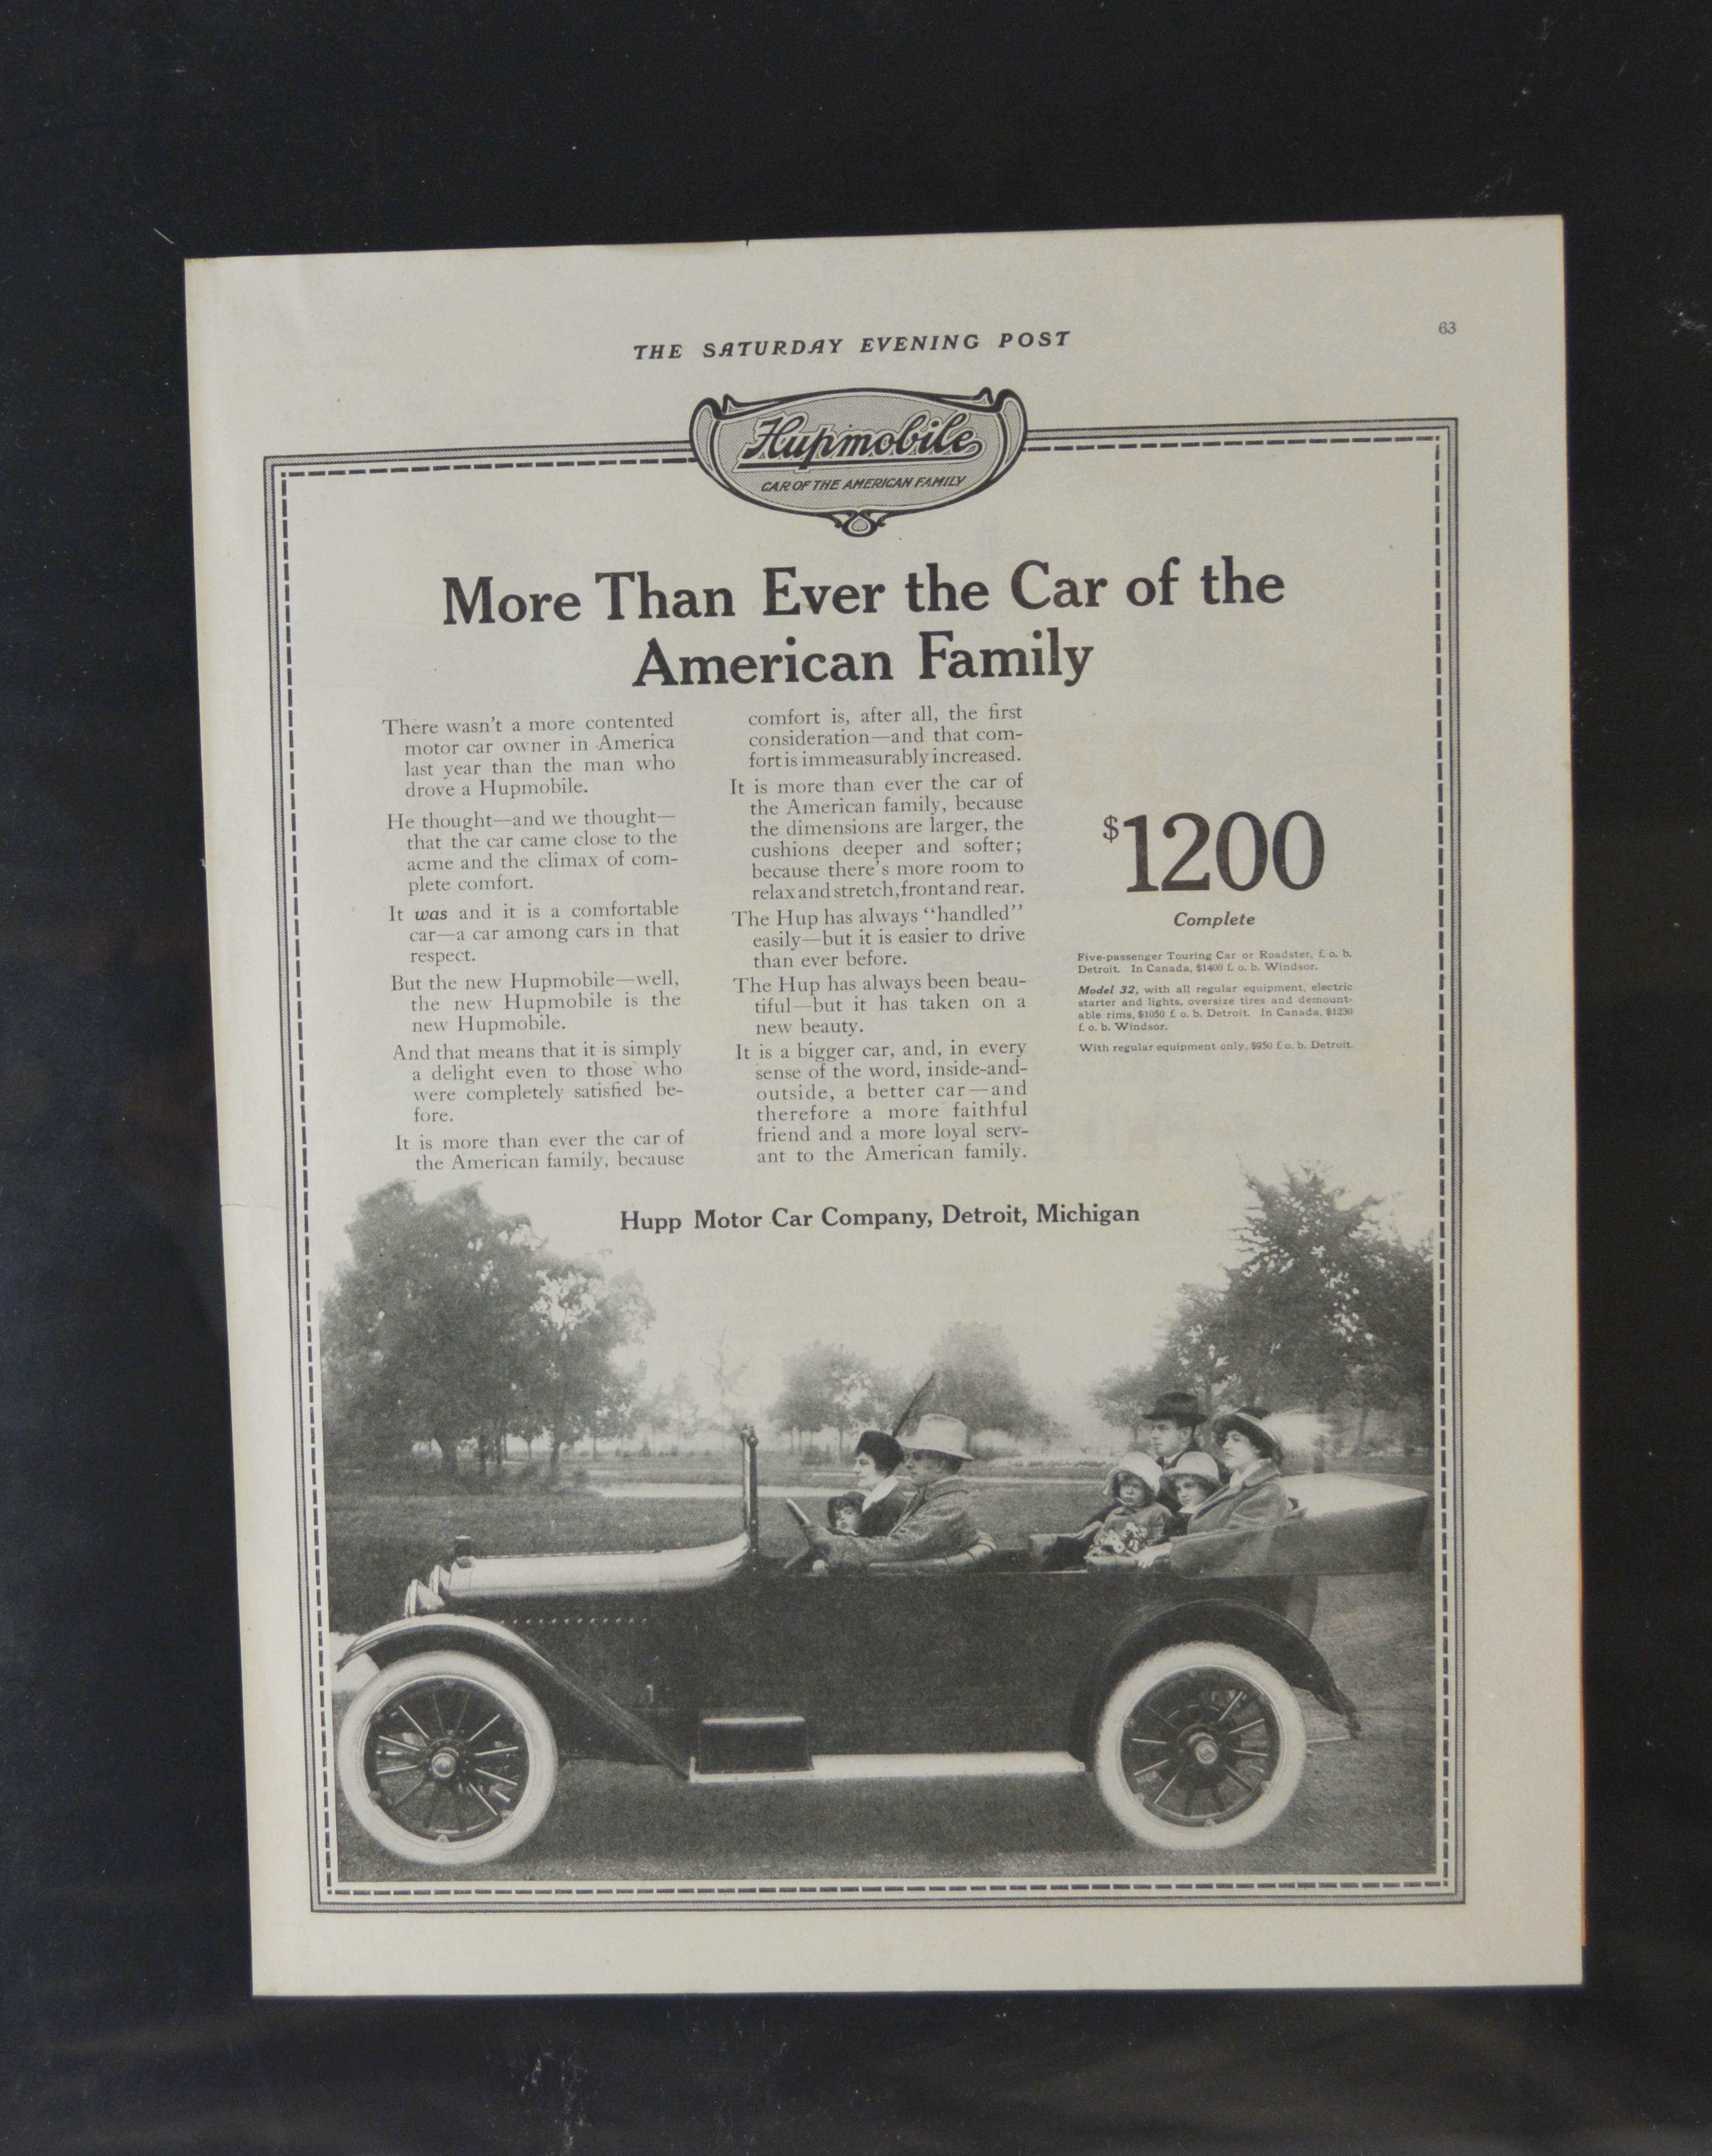 THE SATURDAY EVENING POST
63
Hupmobile
CAR OF THE AMERICAN FAMILY
More Than Ever the Car of the
American Family
There wasn't a more contented
motor car owner in America
last year than the man who
drove a Hupmobile.
He thought—and we thought—
that the car came close to the
acme and the climax of com-
plete comfort.
It was and it is a comfortable
car—a car among cars in that
respect.
But the new Hupmobile—well,
the new Hupmobile is the
new Hupmobile.
And that means that it is simply
a delight even to those who
were completely satisfied be-
fore.
It is more than ever the car of
the American family, because
comfort is, after all, the first
consideration—and that com-
fort is immeasurably increased.
It is more than ever the car of
the American family, because
the dimensions are larger, the
cushions deeper and softer;
because there's more room to
relax and stretch, front and rear.
The Hup has always "handled"
easily—but it is easier to drive
than ever before.
The Hup has always been beau-
tiful—but it has taken on a
new beauty.
It is a bigger car, and, in every
sense of the word, inside-and-
outside, a better car—and
therefore a more faithful
friend and a more loyal serv-
ant to the American family.
$1200
Complete
Five-passenger Touring Car or Roadster, f. o. b.
Detroit. In Canada, $1400 f. o. b. Windsor.
Model 32, with all regular equipment, electric
starter and lights, oversize tires and demount-
able rims, $1050 f. o. b. Detroit. In Canada, $1230
f. o. b. Windsor.
With regular equipment only, $950 f. o. b. Detroit.
Hupp Motor Car Company, Detroit, Michigan